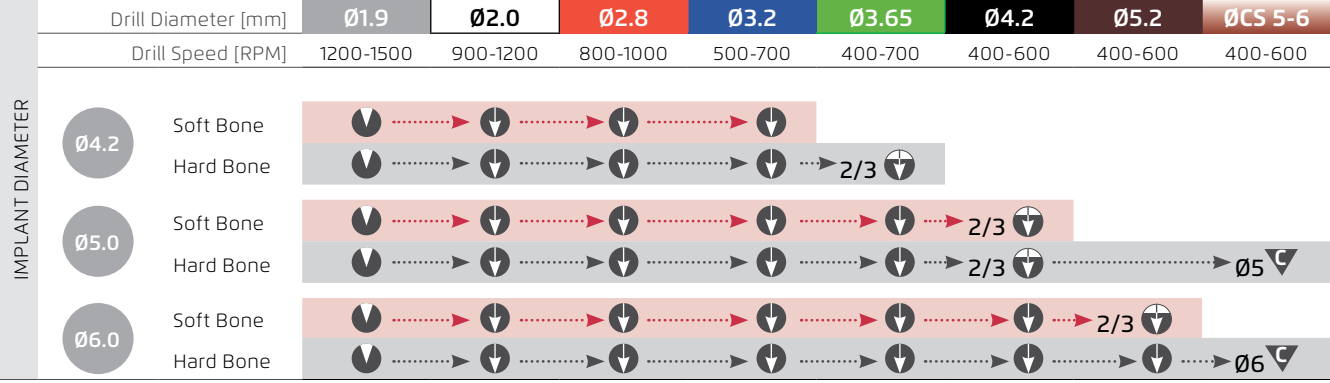 Drill Diameter [mm] Ø1.9 Ø2.0 Ø2.8 Ø3.2 Ø3.65 Ø4.2 Ø5.2 ØCS 5-6
Drill Speed [RPM] 1200-1500 900-1200 800-1000 500-700 400-700 400-600 400-600 400-600
IMPLANT DIAMETER
Ø4.2
Soft Bone
Hard Bone 2/3
Ø5.0
Soft Bone 2/3
Hard Bone 2/3 Ø5 C
Ø6.0
Soft Bone 2/3
Hard Bone Ø6 C